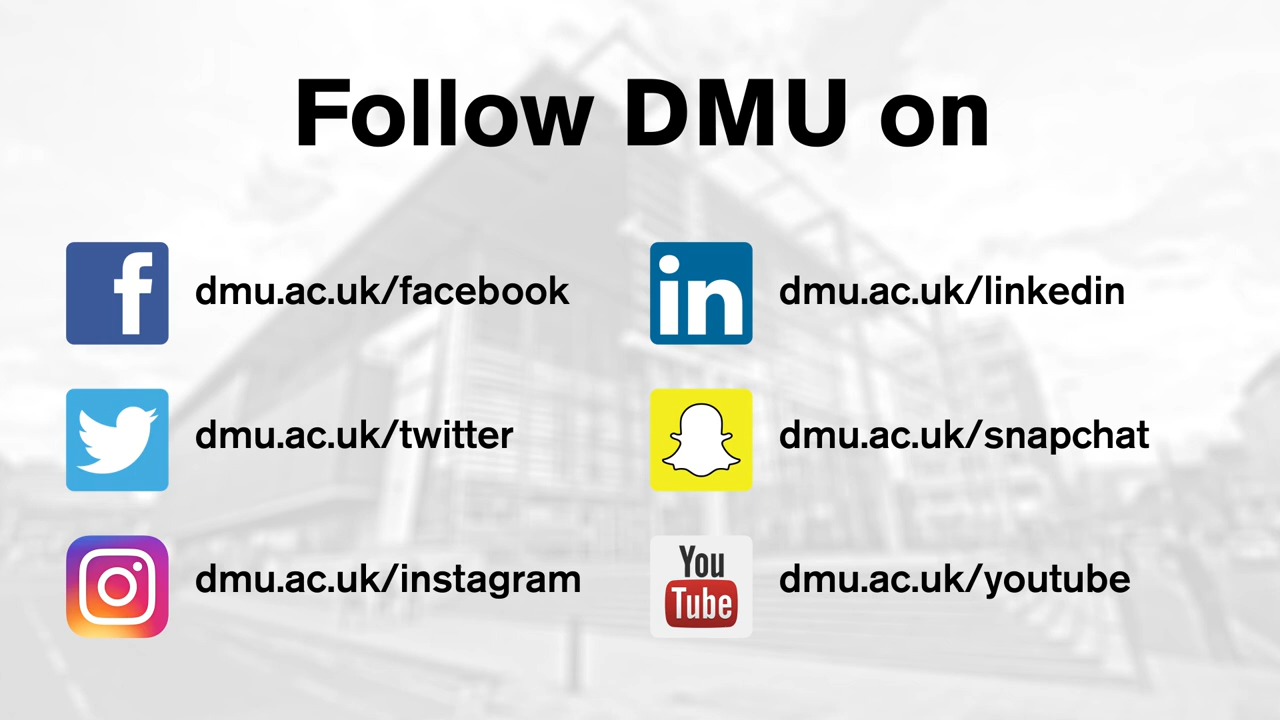 Follow DMU on
dmu.ac.uk/facebook
dmu.ac.uk/twitter
dmu.ac.uk/instagram
in
dmu.ac.uk/linkedin
dmu.ac.uk/snapchat
You
Tube
dmu.ac.uk/youtube